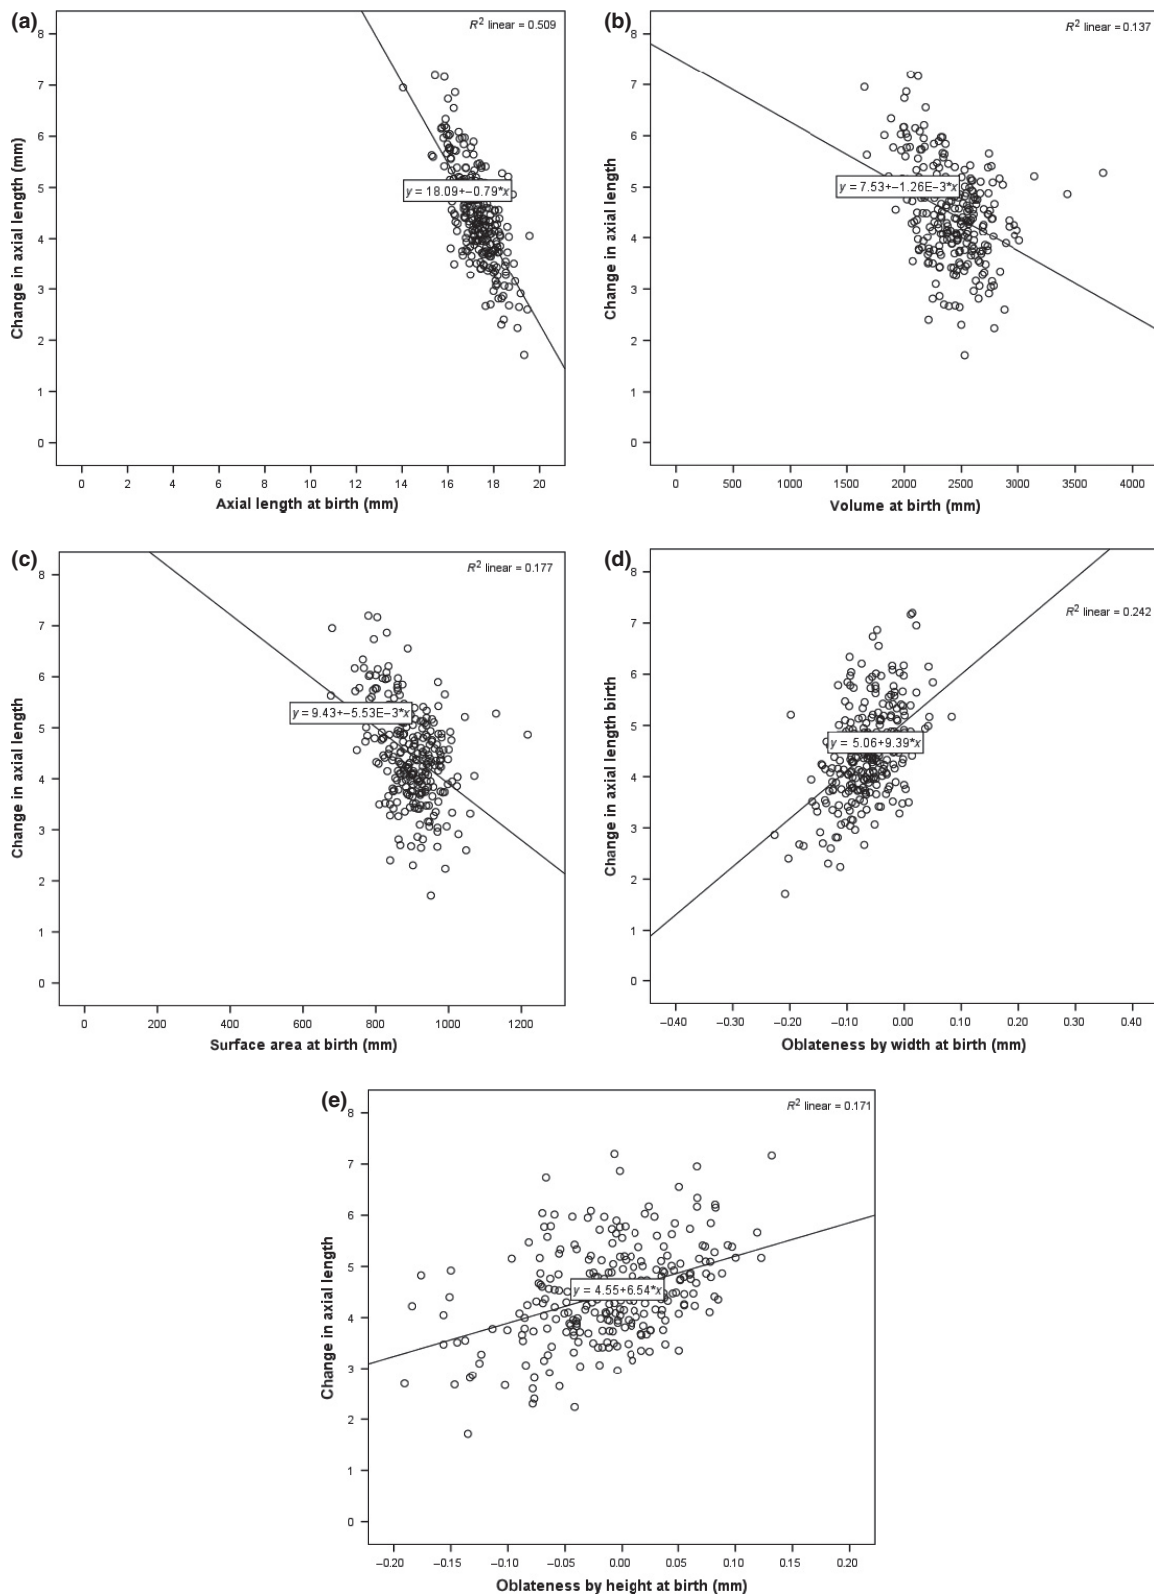 (a)
R² linear = 0.509
8
7
6
5
4
3
2
1
0
Change in axial length (mm)
y = 18.09+-0.79*x
0 2 4 6 8 10 12 14 16 18 20
Axial length at birth (mm)
(b)
R² linear = 0.137
8
7
6
5
4
3
2
1
0
Change in axial length
y = 7.53+-1.26E-3*x
0 500 1000 1500 2000 2500 3000 3500 4000
Volume at birth (mm)
(c)
R² linear = 0.177
8
7
6
5
4
3
2
1
0
Change in axial length
y = 9.43+-5.53E-3*x
0 200 400 600 800 1000 1200
Surface area at birth (mm)
(d)
R² linear = 0.242
8
7
6
5
4
3
2
1
0
Change in axial length birth
y = 5.06+9.39*x
−0.40 −0.30 −0.20 −0.10 0.00 0.10 0.20 0.30 0.40
Oblateness by width at birth (mm)
(e)
R² linear = 0.171
8
7
6
5
4
3
2
1
0
Change in axial length
y = 4.55+6.54*x
−0.20 −0.15 −0.10 −0.05 0.00 0.05 0.10 0.15 0.20
Oblateness by height at birth (mm)